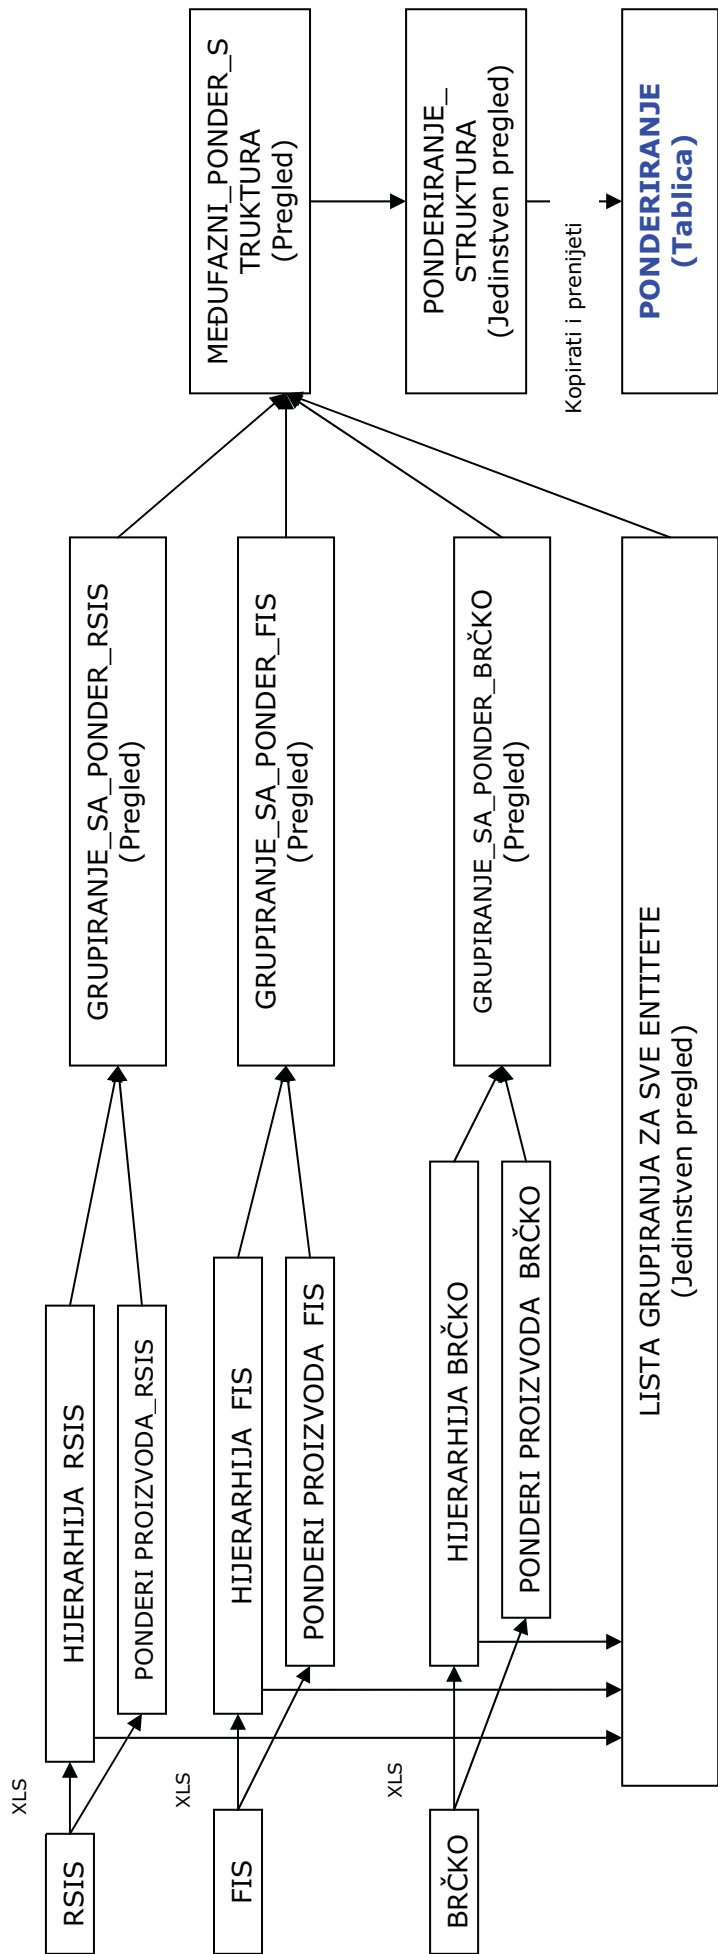 XLS
RSIS
HIJERARHIJA RSIS
PONDERI PROIZVODA_RSIS
GRUPIRANJE_SA_PONDER_RSIS
(Pregled)
XLS
FIS
HIJERARHIJA FIS
PONDERI PROIZVODA FIS
GRUPIRANJE_SA_PONDER_FIS
(Pregled)
XLS
BRČKO
HIJERARHIJA BRČKO
PONDERI PROIZVODA BRČKO
GRUPIRANJE_SA_PONDER_BRČKO
(Pregled)
LISTA GRUPIRANJA ZA SVE ENTITETE
(Jedinstven pregled)
MEĐUFAZNI_PONDER_S
TRUKTURA
(Pregled)
PONDERIRANJE_
STRUKTURA
(Jedinstven pregled)
Kopirati i prenijeti
PONDERIRANJE
(Tablica)